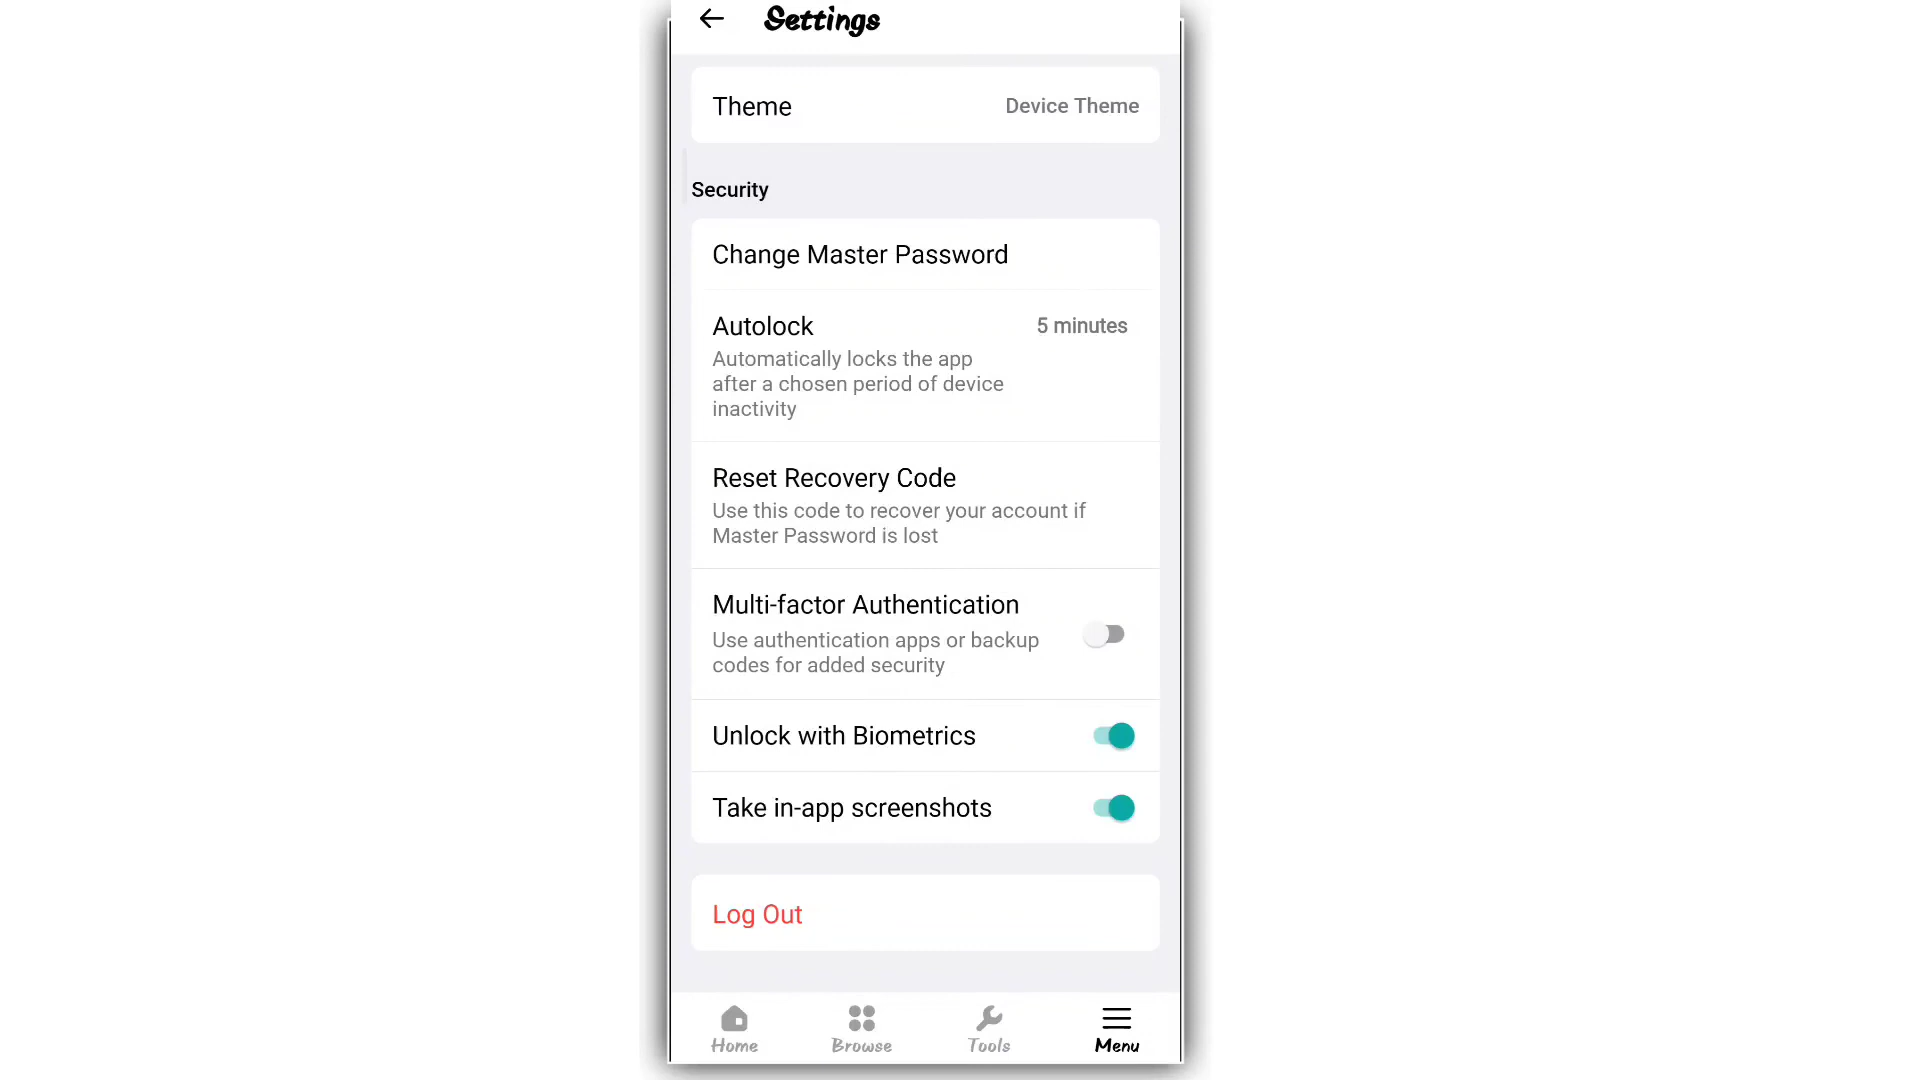 Settings
Theme
Device Theme
Security
Change Master Password
Autolock
5 minutes
Automatically locks the app
after a chosen period of device
inactivity
Reset Recovery Code
Use this code to recover your account if
Master Password is lost
Multi-factor Authentication
Use authentication apps or backup
codes for added security
Unlock with Biometrics
Take in-app screenshots
Log Out
Home
Browse
Tools
Menu